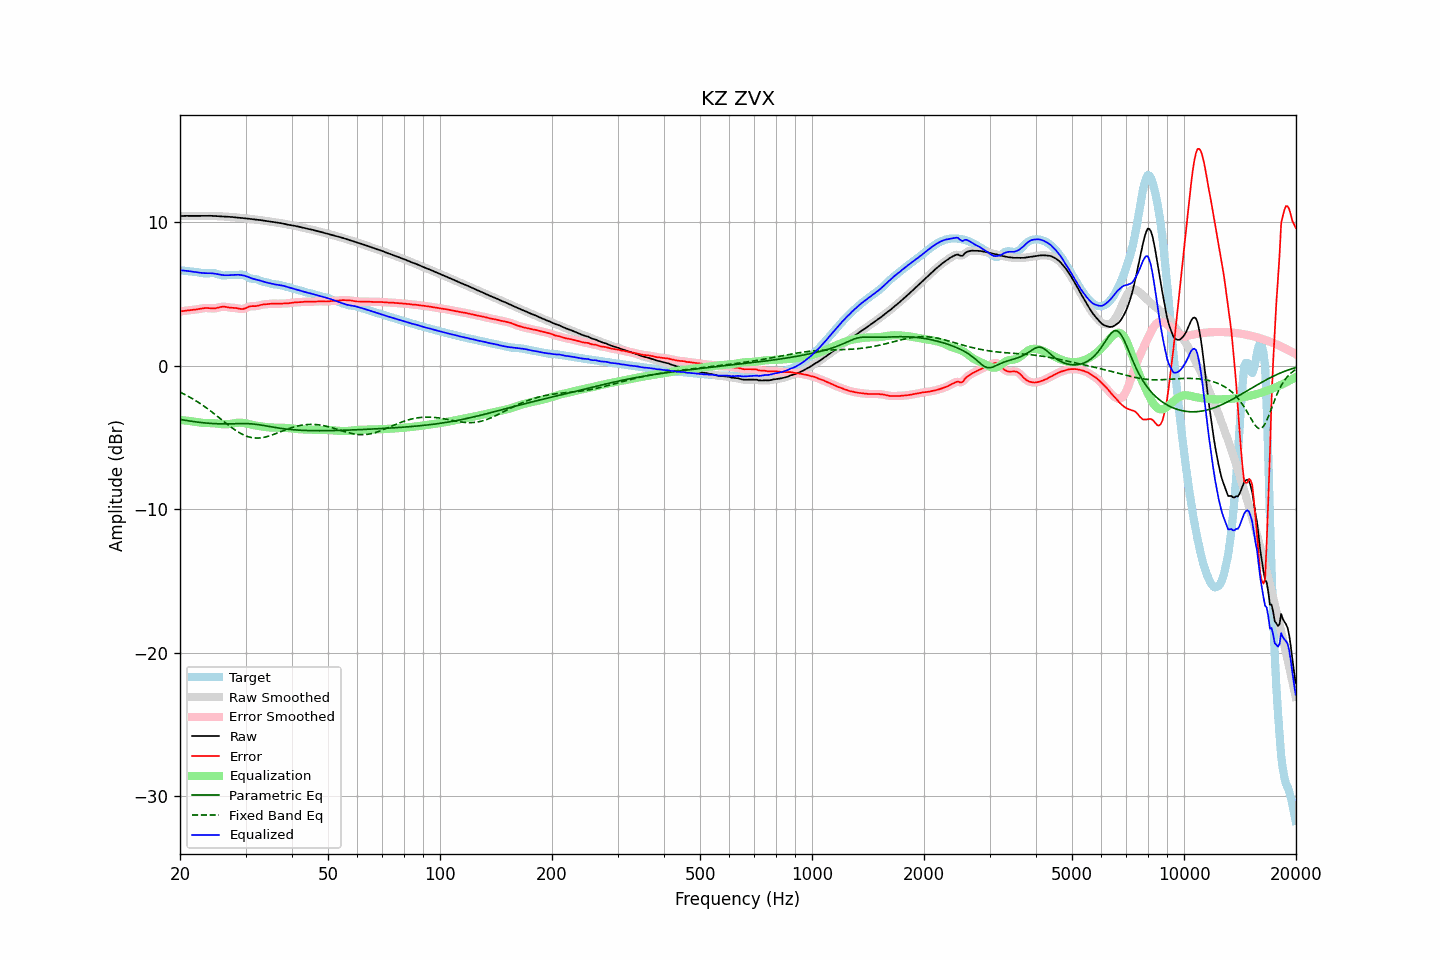 KZ ZVX
Amplitude (dBr)
10
0
−10
−20
−30
Target
Raw Smoothed
Error Smoothed
Raw
Error
Equalization
Parametric Eq
Fixed Band Eq
Equalized
20 50 100 200 500 1000 2000 5000 10000 20000
Frequency (Hz)